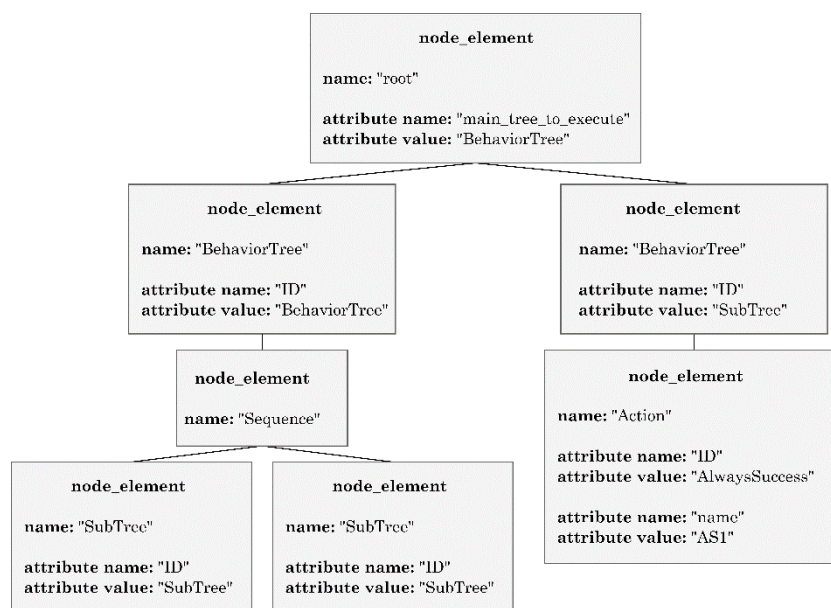 node_element
name: "root"
attribute name: "main_tree_to_execute"
attribute value: "BehaviorTree"
node_element
name: "BehaviorTree"
attribute name: "ID"
attribute value: "BehaviorTree"
node_element
name: "BehaviorTree"
attribute name: "ID"
attribute value: "SubTree"
node_element
name: "Sequence"
node_element
name: "Action"
attribute name: "ID"
attribute value: "AlwaysSuccess"
attribute name: "name"
attribute value: "AS1"
node_element
name: "SubTree"
attribute name: "ID"
attribute value: "SubTree"
node_element
name: "SubTree"
attribute name: "ID"
attribute value: "SubTree"